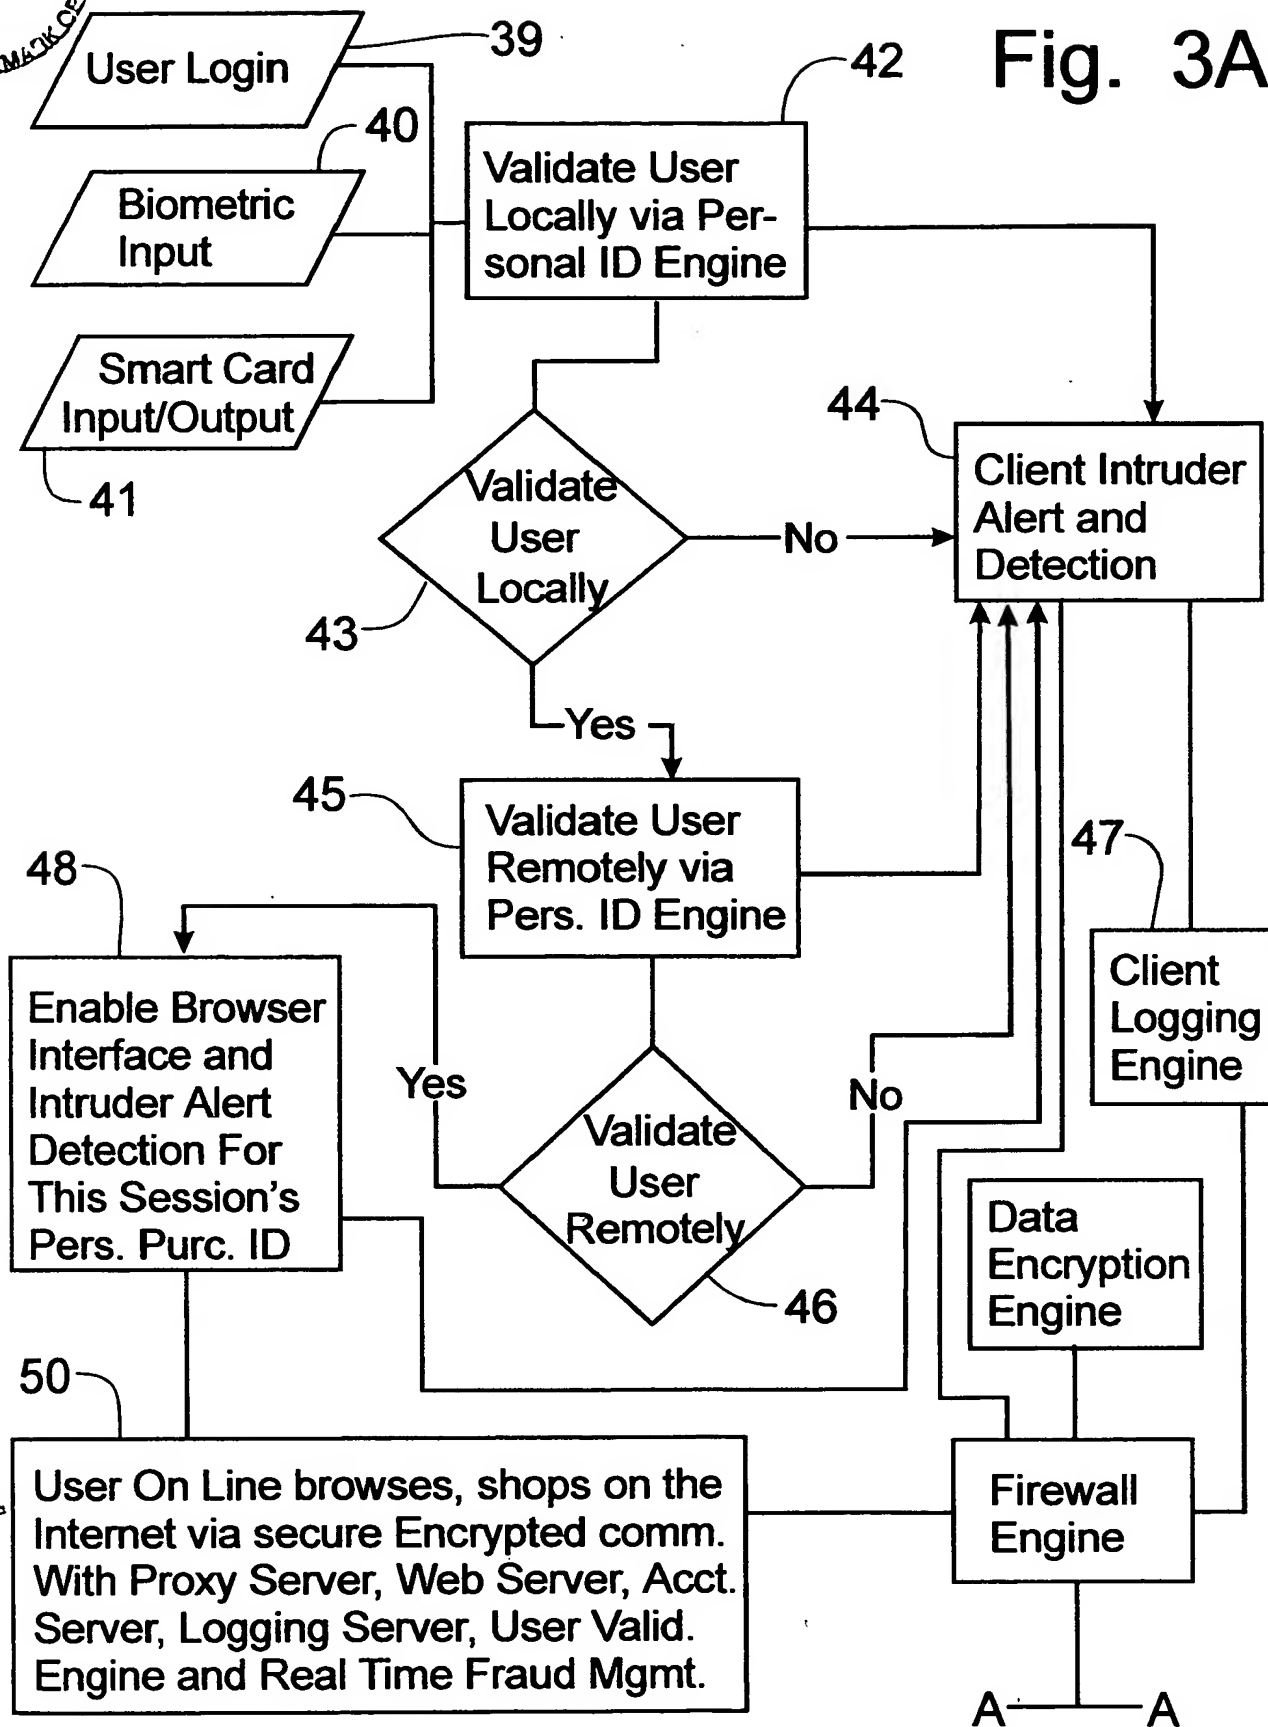 Fig. 3A
User Login
39
40
Biometric
Input
Smart Card
Input/Output
41
42
Validate User
Locally via Per-
sonal ID Engine
Validate
User
Locally
43
No
44
Client Intruder
Alert and
Detection
Yes
45
Validate User
Remotely via
Pers. ID Engine
47
Client
Logging
Engine
48
Enable Browser
Interface and
Intruder Alert
Detection For
This Session's
Pers. Purc. ID
Yes
Validate
User
Remotely
46
No
Data
Encryption
Engine
50
User On Line browses, shops on the
Internet via secure Encrypted comm.
With Proxy Server, Web Server, Acct.
Server, Logging Server, User Valid.
Engine and Real Time Fraud Mgmt.
Firewall
Engine
A A